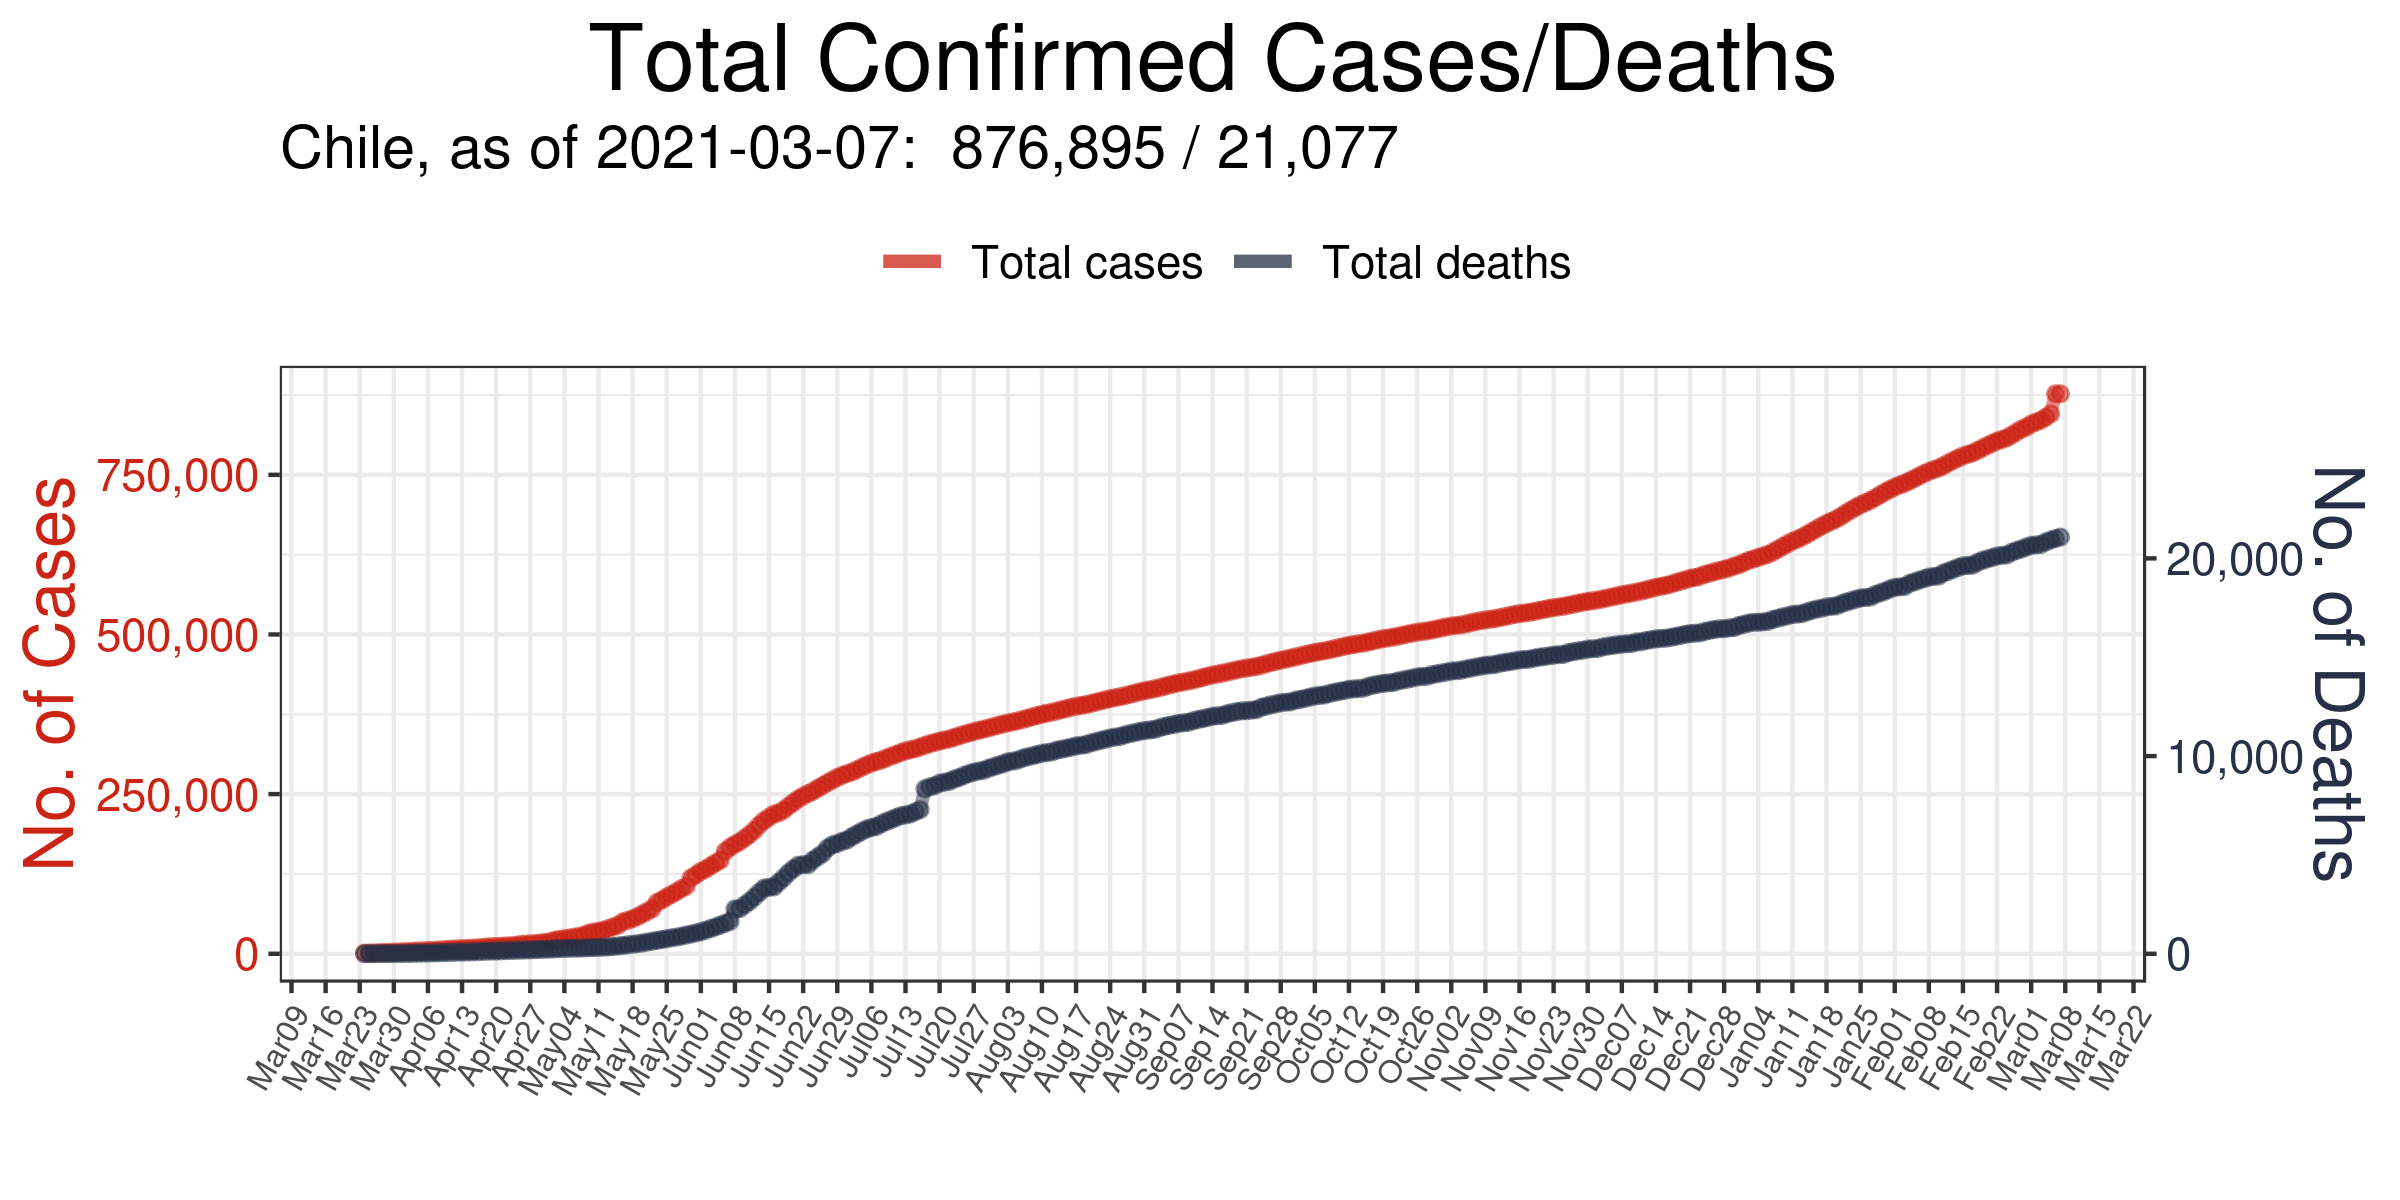 Total Confirmed Cases/Deaths
Chile, as of 2021-03-07:  876,895 / 21,077
Total cases
Total deaths
No. of Cases
750,000
500,000
250,000
0
20,000
10,000
0
No. of Deaths
Mar09
Mar16
Mar23
Mar30
Apr06
Apr13
Apr20
Apr27
May04
May11
May18
May25
Jun01
Jun08
Jun15
Jun22
Jun29
Jul06
Jul13
Jul20
Jul27
Aug03
Aug10
Aug17
Aug24
Aug31
Sep07
Sep14
Sep21
Sep28
Oct05
Oct12
Oct19
Oct26
Nov02
Nov09
Nov16
Nov23
Nov30
Dec07
Dec14
Dec21
Dec28
Jan04
Jan11
Jan18
Jan25
Feb01
Feb08
Feb15
Feb22
Mar01
Mar08
Mar15
Mar22